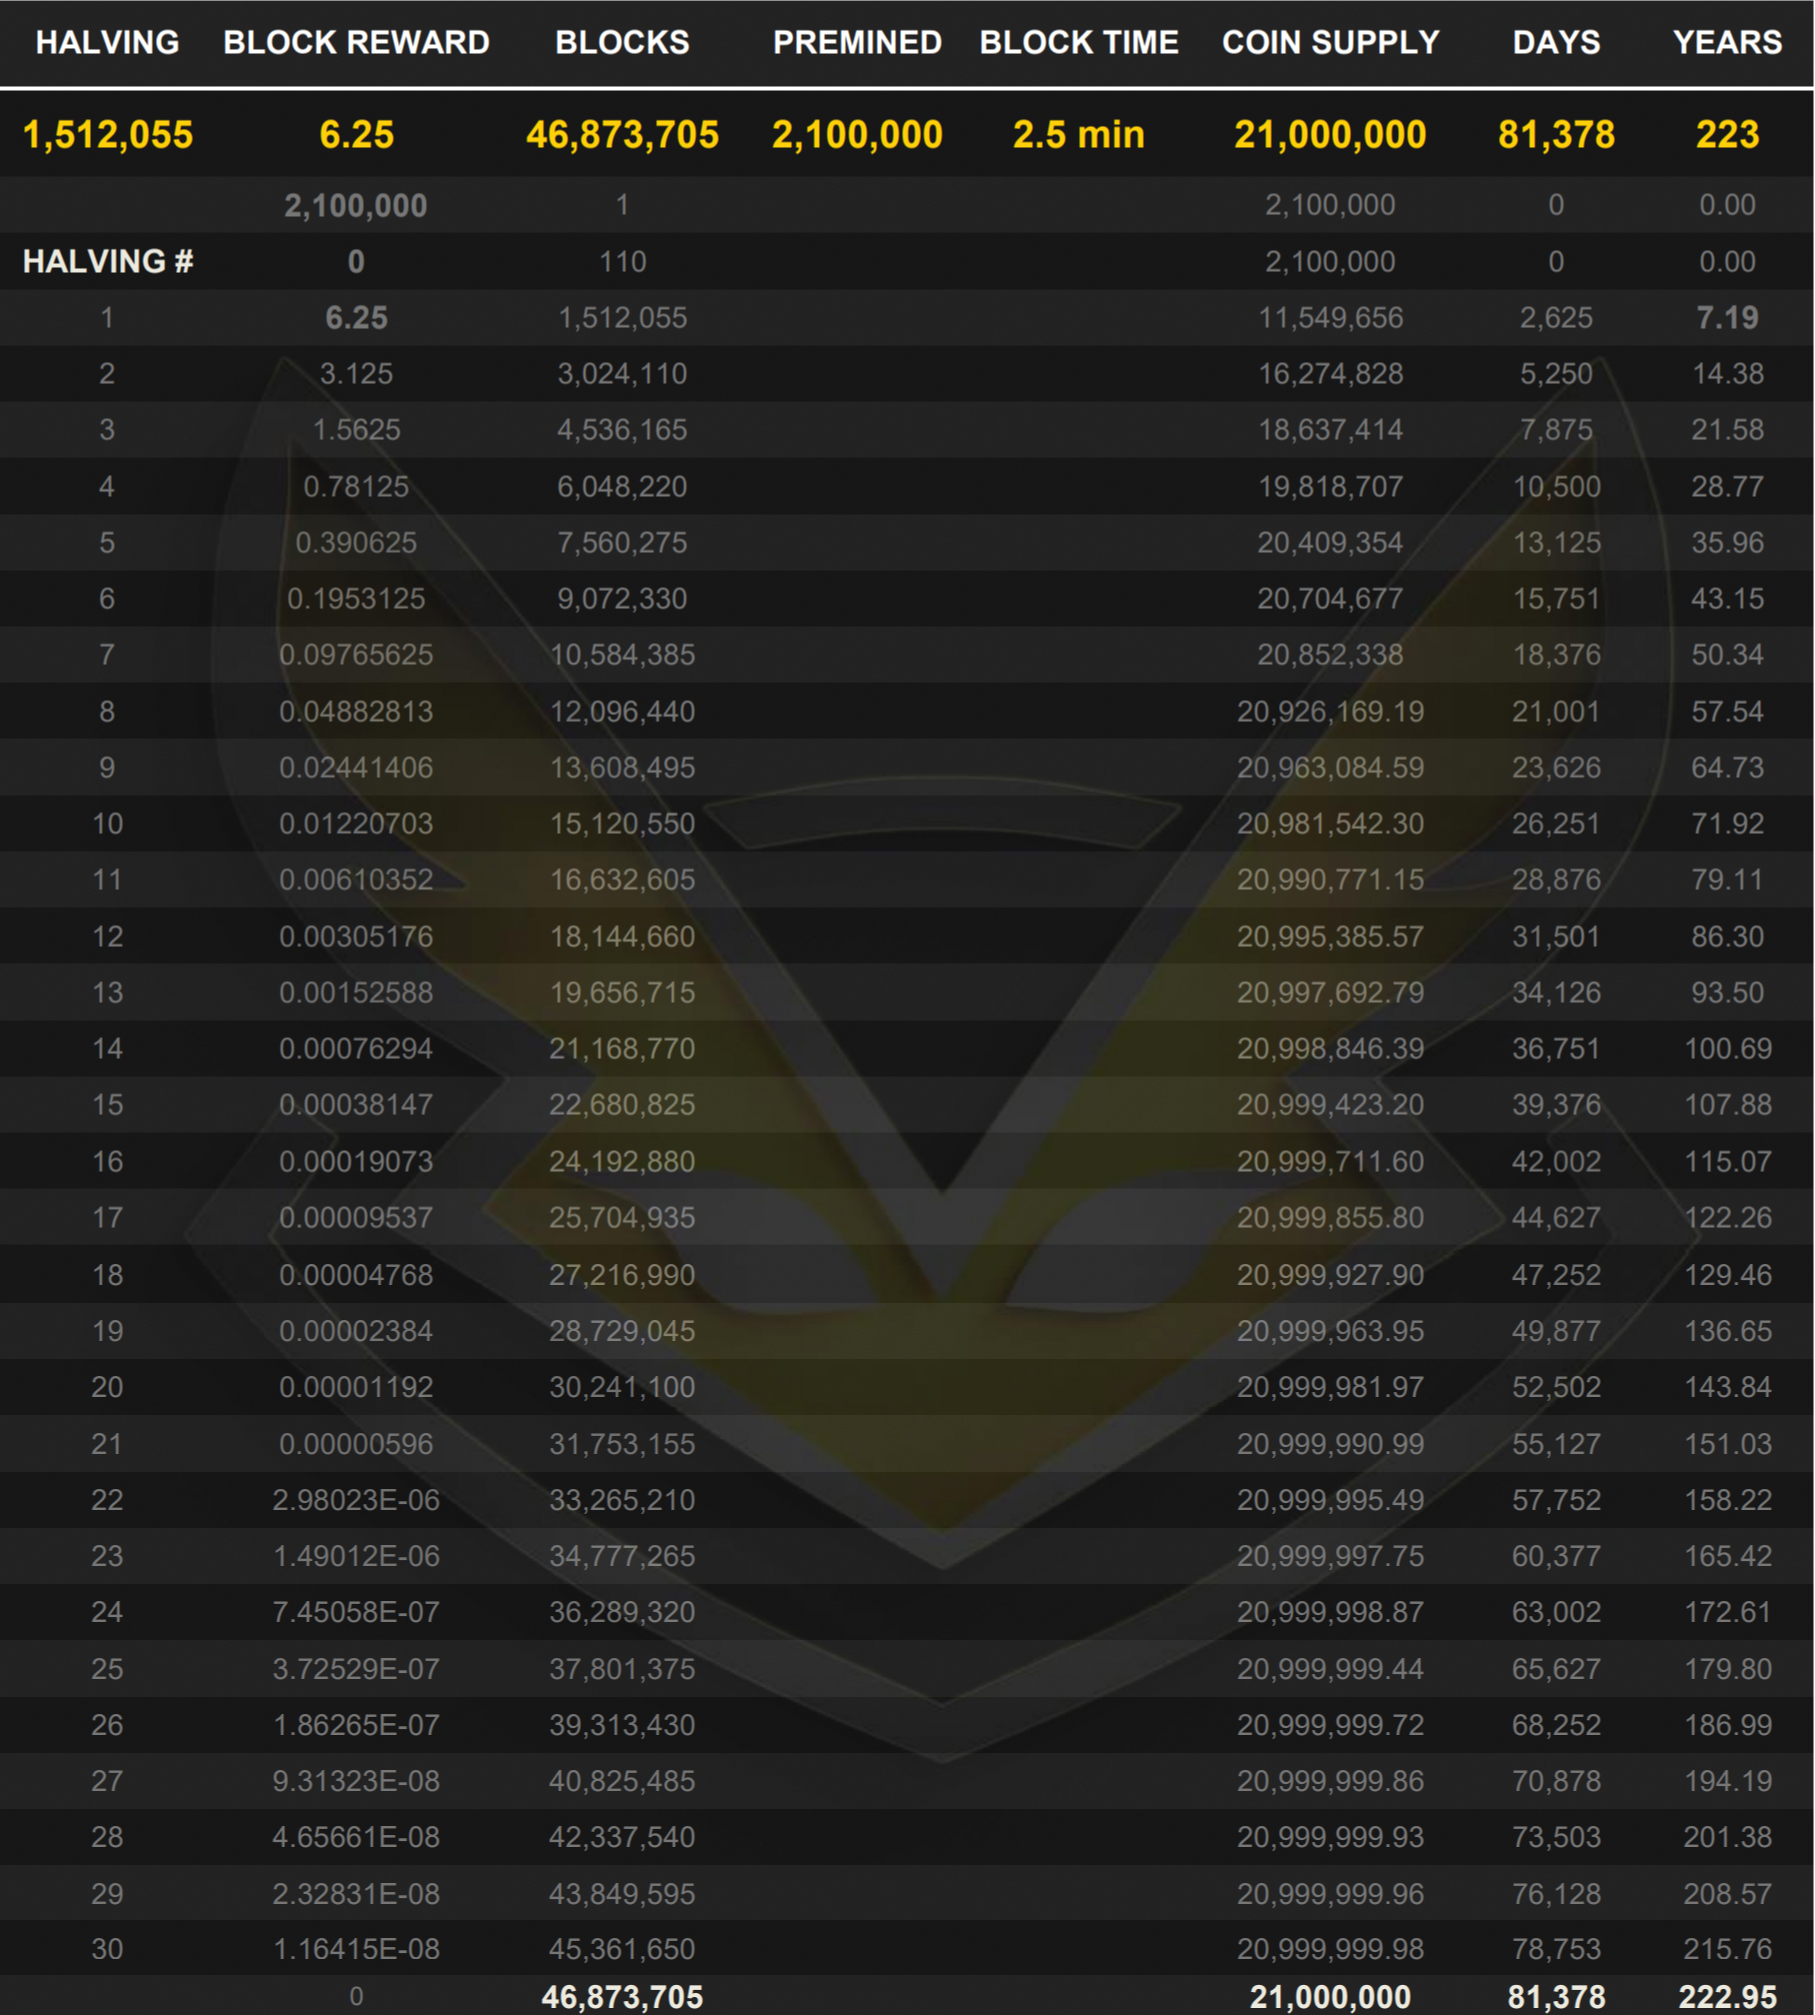 HALVING BLOCK REWARD BLOCKS PREMINED BLOCK TIME COIN SUPPLY DAYS YEARS
1,512,055 6.25 46,873,705 2,100,000 2.5 min 21,000,000 81,378 223
2,100,000 1 2,100,000 0 0.00
HALVING # 0 110 2,100,000 0 0.00
1 6.25 1,512,055 11,549,656 2,625 7.19
2 3.125 3,024,110 16,274,828 5,250 14.38
3 1.5625 4,536,165 18,637,414 7,875 21.58
4 0.78125 6,048,220 19,818,707 10,500 28.77
5 0.390625 7,560,275 20,409,354 13,125 35.96
6 0.1953125 9,072,330 20,704,677 15,751 43.15
7 0.09765625 10,584,385 20,852,338 18,376 50.34
8 0.04882813 12,096,440 20,926,169.19 21,001 57.54
9 0.02441406 13,608,495 20,963,084.59 23,626 64.73
10 0.01220703 15,120,550 20,981,542.30 26,251 71.92
11 0.00610352 16,632,605 20,990,771.15 28,876 79.11
12 0.00305176 18,144,660 20,995,385.57 31,501 86.30
13 0.00152588 19,656,715 20,997,692.79 34,126 93.50
14 0.00076294 21,168,770 20,998,846.39 36,751 100.69
15 0.00038147 22,680,825 20,999,423.20 39,376 107.88
16 0.00019073 24,192,880 20,999,711.60 42,002 115.07
17 0.00009537 25,704,935 20,999,855.80 44,627 122.26
18 0.00004768 27,216,990 20,999,927.90 47,252 129.46
19 0.00002384 28,729,045 20,999,963.95 49,877 136.65
20 0.00001192 30,241,100 20,999,981.97 52,502 143.84
21 0.00000596 31,753,155 20,999,990.99 55,127 151.03
22 2.98023E-06 33,265,210 20,999,995.49 57,752 158.22
23 1.49012E-06 34,777,265 20,999,997.75 60,377 165.42
24 7.45058E-07 36,289,320 20,999,998.87 63,002 172.61
25 3.72529E-07 37,801,375 20,999,999.44 65,627 179.80
26 1.86265E-07 39,313,430 20,999,999.72 68,252 186.99
27 9.31323E-08 40,825,485 20,999,999.86 70,878 194.19
28 4.65661E-08 42,337,540 20,999,999.93 73,503 201.38
29 2.32831E-08 43,849,595 20,999,999.96 76,128 208.57
30 1.16415E-08 45,361,650 20,999,999.98 78,753 215.76
0 46,873,705 21,000,000 81,378 222.95